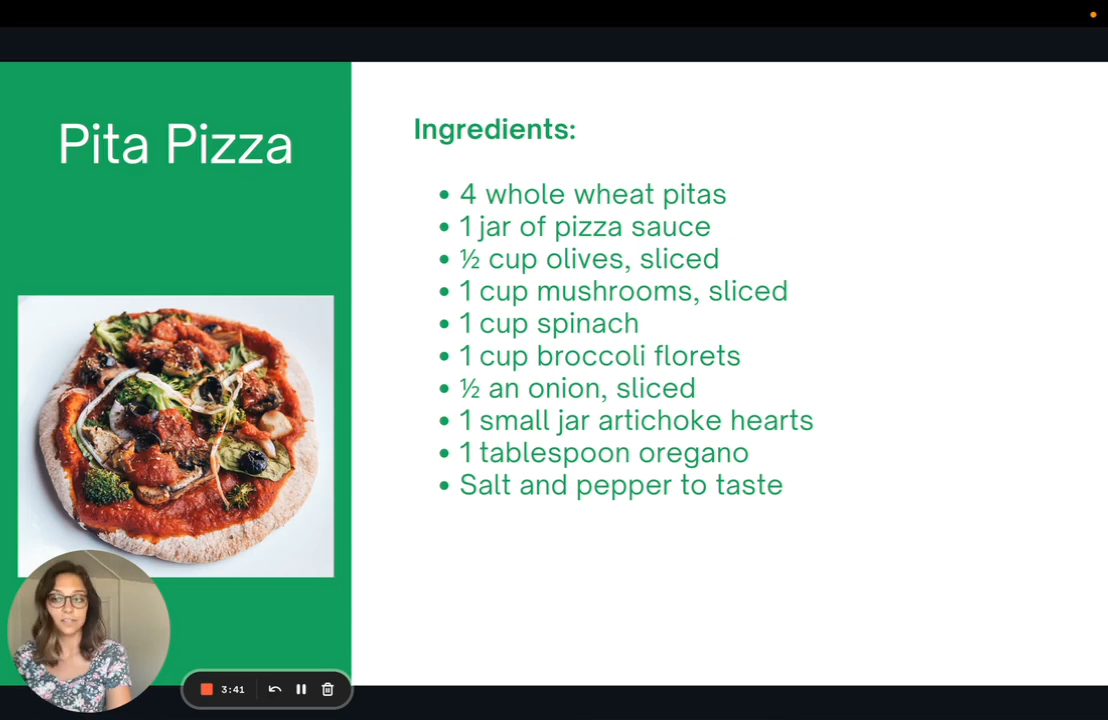 Pita Pizza
Ingredients:
• 4 whole wheat pitas
• 1 jar of pizza sauce
• ½ cup olives, sliced
• 1 cup mushrooms, sliced
• 1 cup spinach
• 1 cup broccoli florets
• ½ an onion, sliced
• 1 small jar artichoke hearts
• 1 tablespoon oregano
• Salt and pepper to taste
3:41